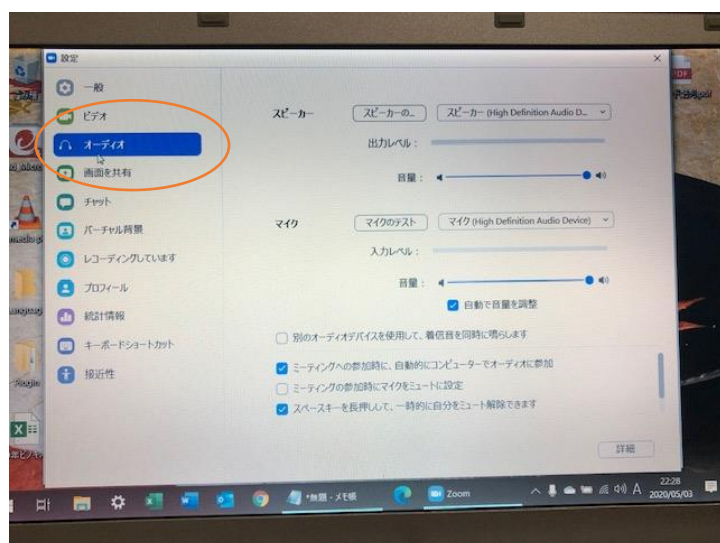 設定
一般
ビデオ
オーディオ
画面を共有
チャット
バーチャル背景
レコーディングしています
プロフィール
統計情報
キーボードショートカット
接近性
スピーカー スピーカーの... スピーカー (High Definition Audio D...
出力レベル：
音量：
マイク マイクのテスト マイク (High Definition Audio Device)
入力レベル：
音量：
自動で音量を調整
別のオーディオデバイスを使用して、着信音を同時に鳴らします
ミーティングへの参加時に、自動的にコンピューターでオーディオに参加
ミーティングの参加時にマイクをミュートに設定
スペースキーを長押しして、一時的に自分をミュート解除できます
詳細
PDF
*無題 - メモ帳
Zoom
A
22:28
2020/05/03